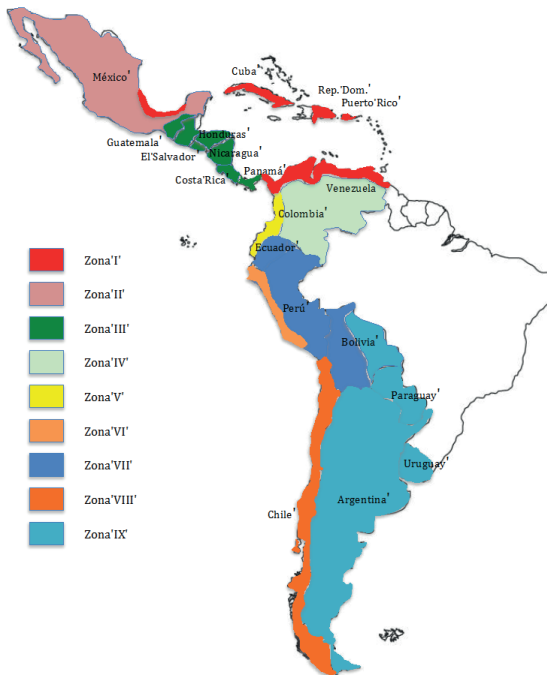 Cuba'
México'
Rep.'Dom.'
Puerto'Rico'
Honduras'
Guatemala'
El'Salvador'
Nicaragua'
Panamá'
Costa'Rica'
Venezuela
Colombia'
Ecuador'
Zona'I'
Zona'II'
Perú'
Zona'III'
Bolivia'
Zona'IV'
Zona'V'
Paraguay'
Zona'VI'
Zona'VII'
Uruguay'
Zona'VIII'
Argentina'
Chile'
Zona'IX'